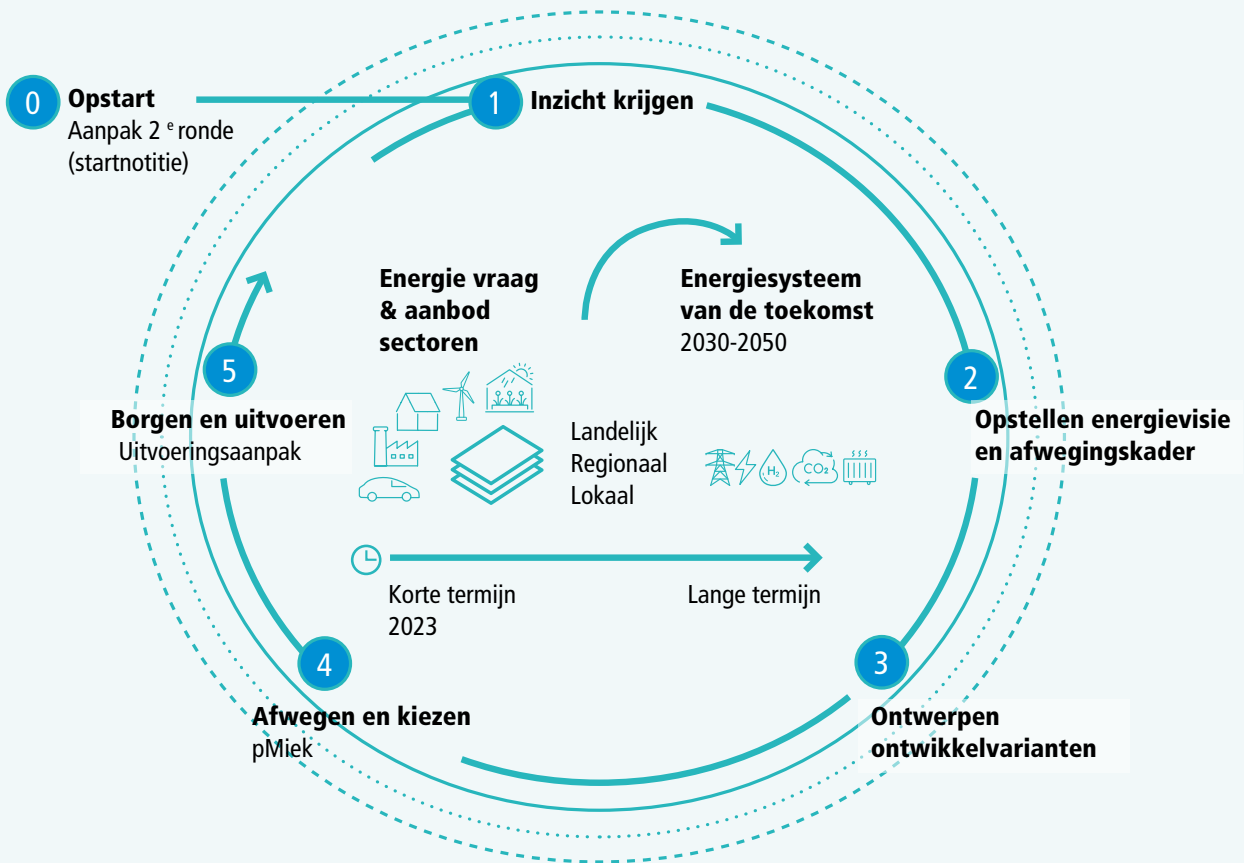 0
Opstart
Aanpak 2 e ronde
(startnotitie)
1
Inzicht krijgen
Energie vraag
& aanbod
sectoren
Energiesysteem
van de toekomst
2030-2050
2
Opstellen energievisie
en afwegingskader
5
Borgen en uitvoeren
Uitvoeringsaanpak
Landelijk
Regionaal
Lokaal
H2
CO2
Korte termijn
2023
Lange termijn
3
Ontwerpen
ontwikkelvarianten
4
Afwegen en kiezen
pMiek